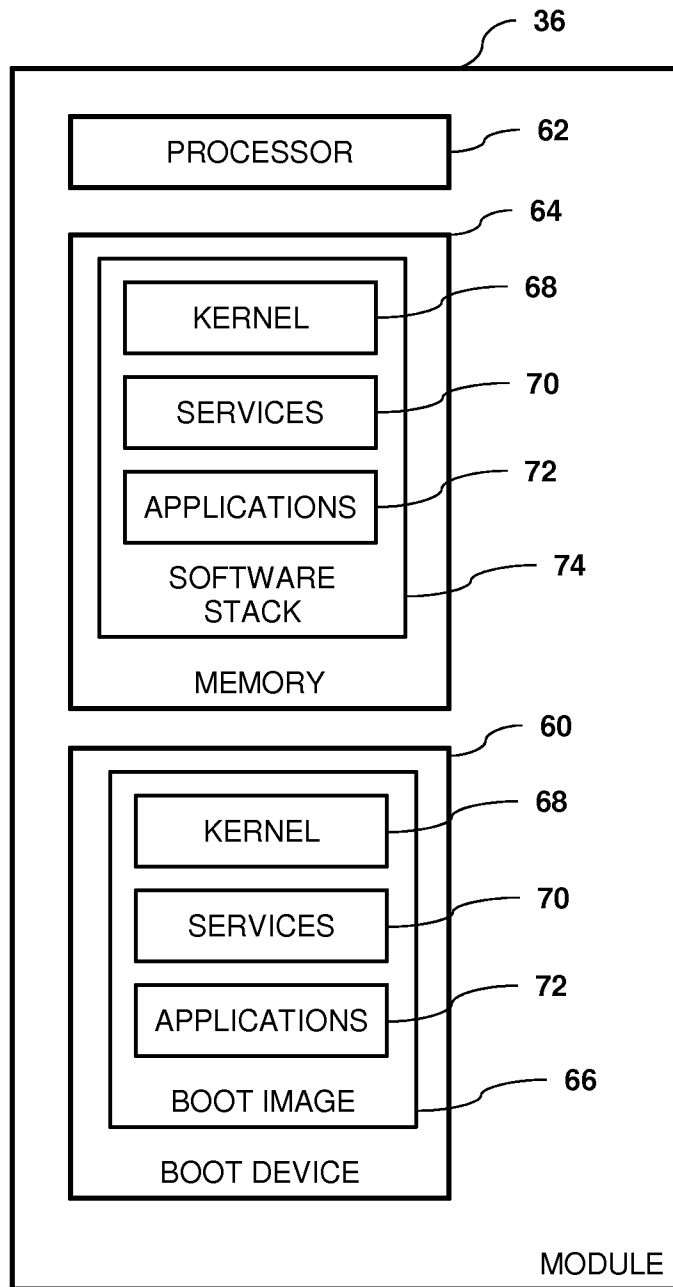 36
PROCESSOR
62
64
KERNEL
68
SERVICES
70
APPLICATIONS
72
SOFTWARE
STACK
74
MEMORY
60
KERNEL
68
SERVICES
70
APPLICATIONS
72
BOOT IMAGE
66
BOOT DEVICE
MODULE